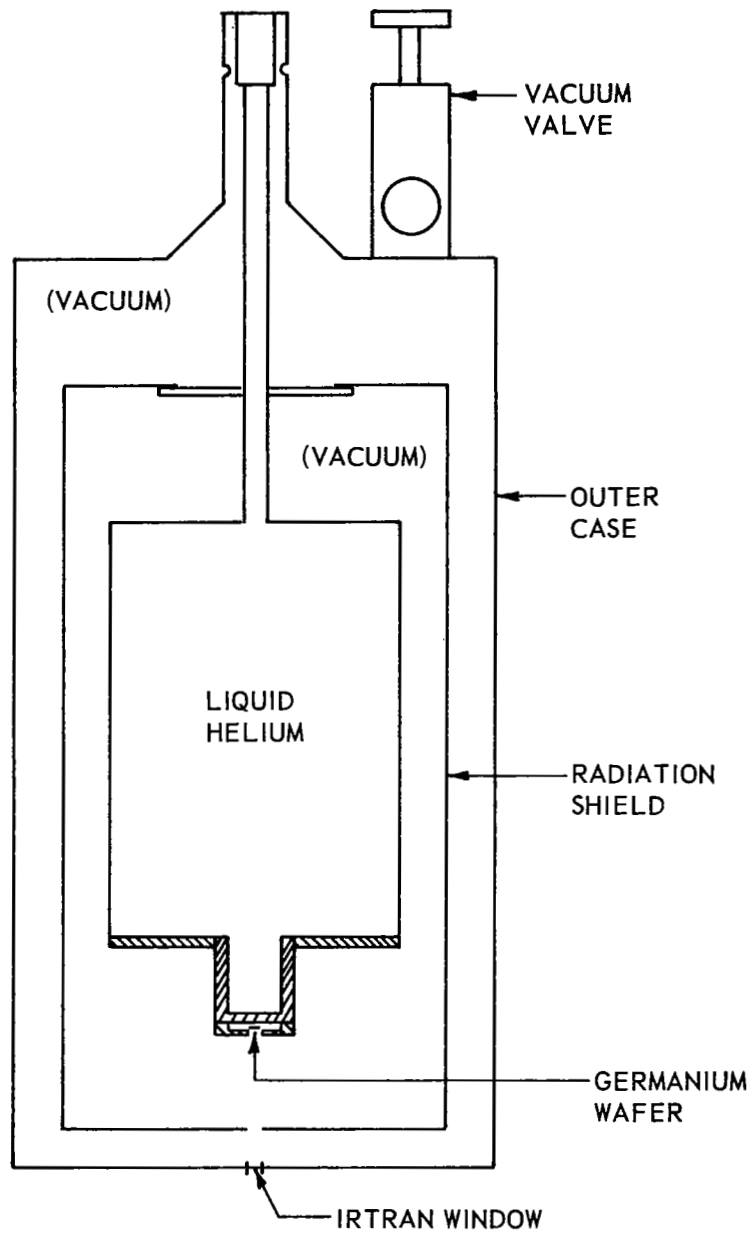 VACUUM
VALVE
(VACUUM)
(VACUUM)
OUTER
CASE
LIQUID
HELIUM
RADIATION
SHIELD
GERMANIUM
WAFER
IRTRAN WINDOW